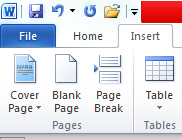 File Home Insert
Cover Blank Page Table
Page Page Break
Pages Tables